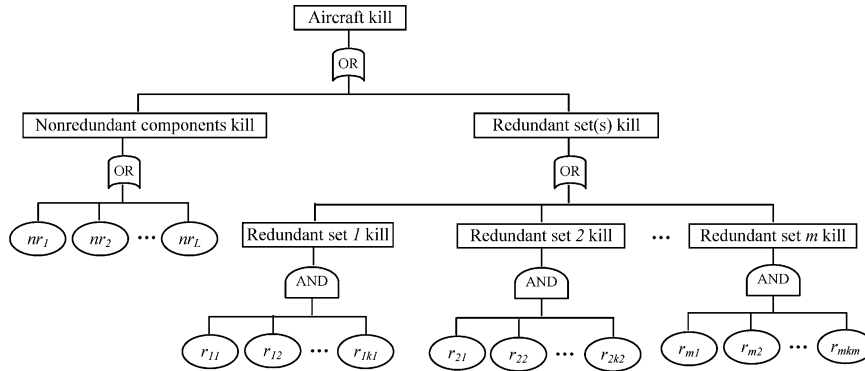 Aircraft kill
OR
Nonredundant components kill
Redundant set(s) kill
OR
OR
nr1 nr2 ... nrL
Redundant set 1 kill
Redundant set 2 kill
...
Redundant set m kill
AND
AND
AND
r11 r12 ... r1k1
r21 r22 ... r2k2
rm1 rm2 ... rmkm